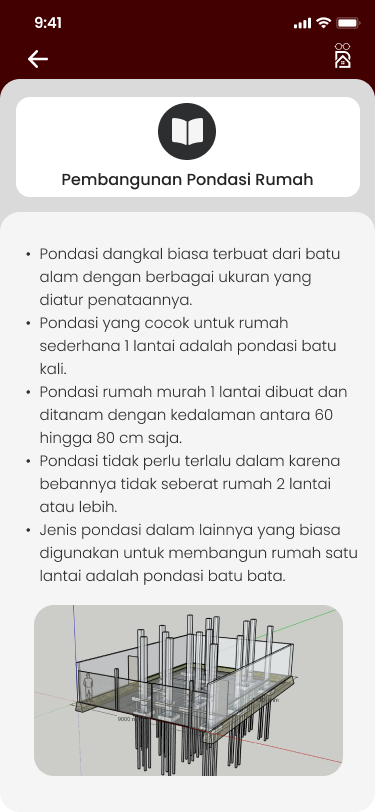 9:41
Pembangunan Pondasi Rumah
• Pondasi dangkal biasa terbuat dari batu
alam dengan berbagai ukuran yang
diatur penataannya.
• Pondasi yang cocok untuk rumah
sederhana 1 lantai adalah pondasi batu
kali.
• Pondasi rumah murah 1 lantai dibuat dan
ditanam dengan kedalaman antara 60
hingga 80 cm saja.
• Pondasi tidak perlu terlalu dalam karena
bebannya tidak seberat rumah 2 lantai
atau lebih.
• Jenis pondasi dalam lainnya yang biasa
digunakan untuk membangun rumah satu
lantai adalah pondasi batu bata.